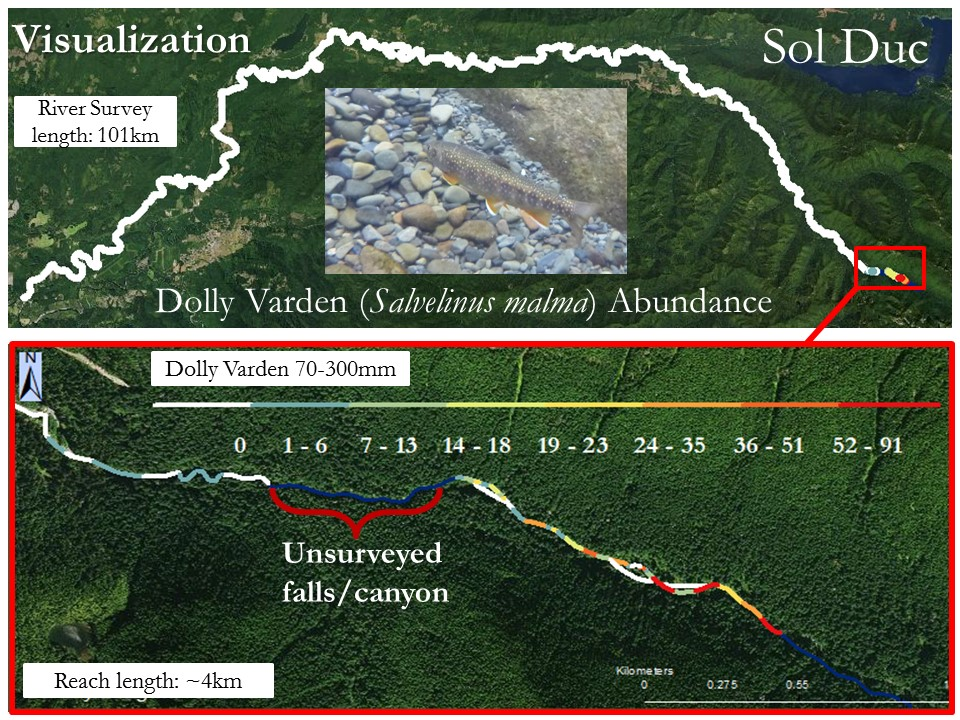 Visualization
Sol Duc
River Survey
length: 101km
Dolly Varden (Salvelinus malma) Abundance
N
Dolly Varden 70-300mm
0 1 - 6 7 - 13 14 - 18 19 - 23 24 - 35 36 - 51 52 - 91
Unsurveyed
falls/canyon
Reach length: ~4km
Kilometers
0 0.275 0.55